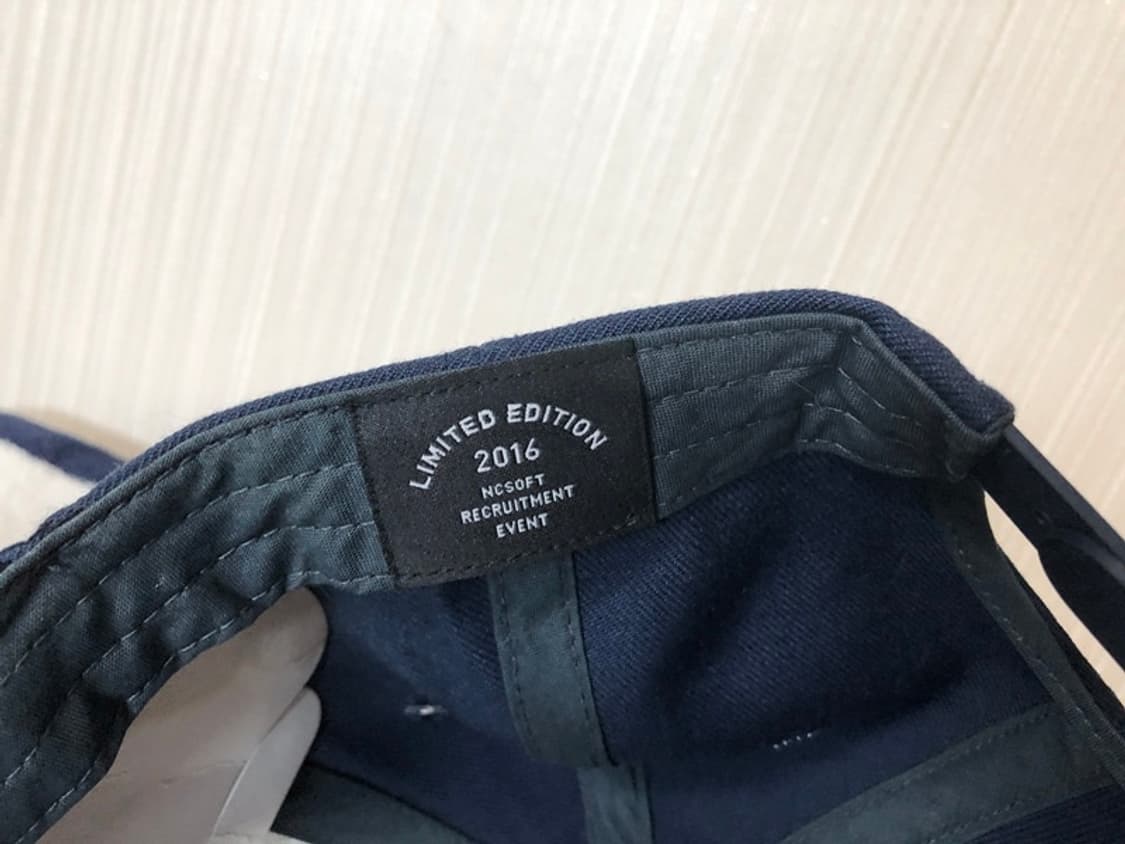 LIMITED EDITION
2016
NCSOFT
RECRUITMENT
EVENT